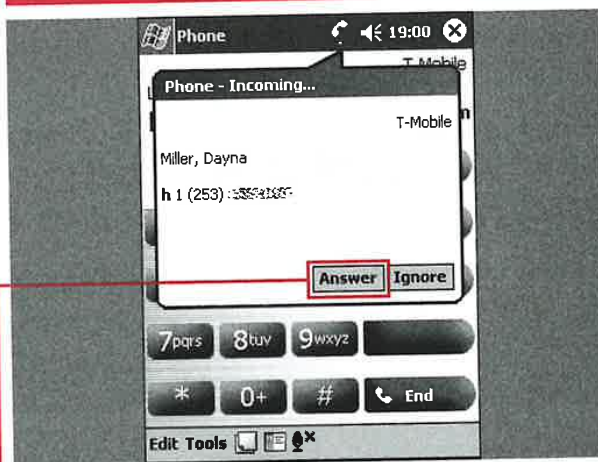 Phone 19:00
T-Mobile
Phone - Incoming...
T-Mobile
Miller, Dayna
h 1 (253)
Answer Ignore
7pqrs 8tuv 9wxyz
* 0+ # End
Edit Tools